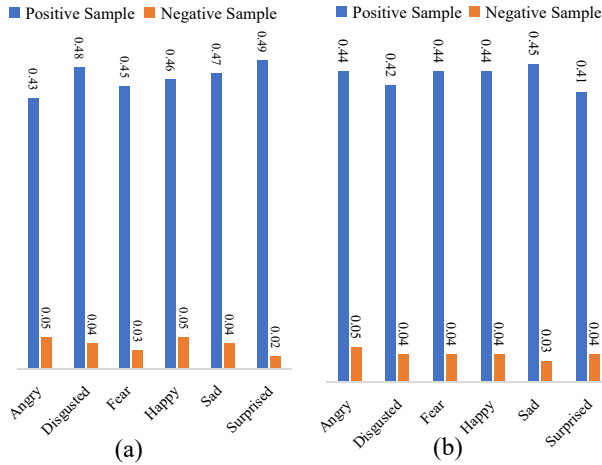 Positive Sample Negative Sample
0.43 0.05 0.48 0.04 0.45 0.03 0.46 0.05 0.47 0.04 0.49 0.02
Angry Disgusted Fear Happy Sad Surprised
(a)
Positive Sample Negative Sample
0.44 0.05 0.42 0.04 0.44 0.04 0.44 0.04 0.45 0.03 0.41 0.04
Angry Disgusted Fear Happy Sad Surprised
(b)